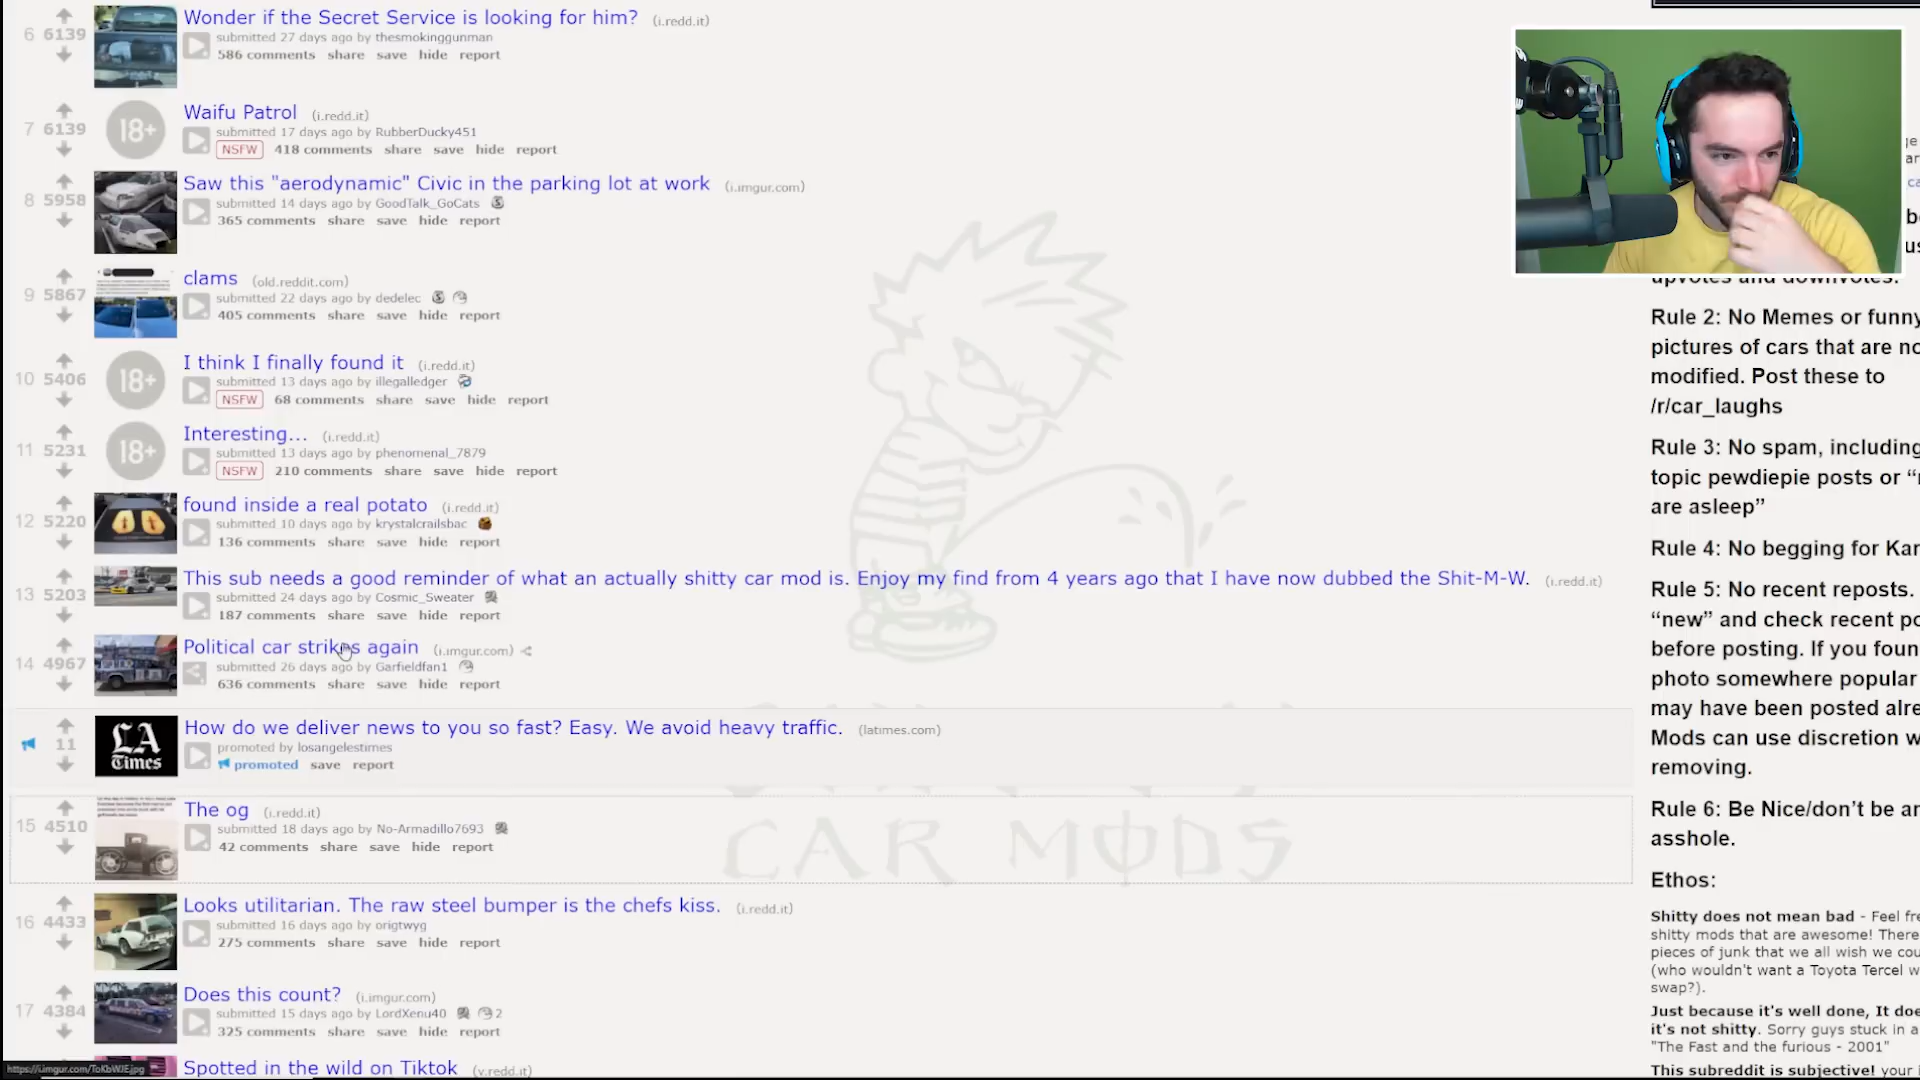 6 6139 Wonder if the Secret Service is looking for him? (i.redd.it)
submitted 27 days ago by thesmokinggunman
586 comments share save hide report
7 6139 18+ Waifu Patrol (i.redd.it)
submitted 17 days ago by RubberDucky451
NSFW 418 comments share save hide report
8 5958 Saw this "aerodynamic" Civic in the parking lot at work (i.imgur.com)
submitted 14 days ago by GoodTalk_GoCats
365 comments share save hide report
9 5867 clams (old.reddit.com)
submitted 22 days ago by dedelec
405 comments share save hide report
10 5406 18+ I think I finally found it (i.redd.it)
submitted 13 days ago by illegalledger
NSFW 68 comments share save hide report
11 5231 18+ Interesting... (i.redd.it)
submitted 13 days ago by phenomenal_7879
NSFW 210 comments share save hide report
12 5220 found inside a real potato (i.redd.it)
submitted 10 days ago by krystalcrailsbac
136 comments share save hide report
13 5203 This sub needs a good reminder of what an actually shitty car mod is. Enjoy my find from 4 years ago that I have now dubbed the Shit-M-W. (i.redd.it)
submitted 24 days ago by Cosmic_Sweater
187 comments share save hide report
14 4967 Political car strikes again (i.imgur.com)
submitted 26 days ago by Garfieldfan1
636 comments share save hide report
11 LA Times How do we deliver news to you so fast? Easy. We avoid heavy traffic. (latimes.com)
promoted by losangelestimes
promoted save report
15 4510 The og (i.redd.it)
submitted 18 days ago by No-Armadillo7693
42 comments share save hide report
16 4433 Looks utilitarian. The raw steel bumper is the chefs kiss. (i.redd.it)
submitted 16 days ago by origtwyg
275 comments share save hide report
17 4384 Does this count? (i.imgur.com)
submitted 15 days ago by LordXenu40 2
325 comments share save hide report
Spotted in the wild on Tiktok (v.redd.it)
https://i.imgur.com/ToKbWJE.jpg
CAR MODS
upvotes and downvotes.
Rule 2: No Memes or funny
pictures of cars that are no
modified. Post these to
/r/car_laughs
Rule 3: No spam, including
topic pewdiepie posts or “
are asleep”
Rule 4: No begging for Kar
Rule 5: No recent reposts.
“new” and check recent po
before posting. If you foun
photo somewhere popular
may have been posted alre
Mods can use discretion w
removing.
Rule 6: Be Nice/don’t be an
asshole.
Ethos:
Shitty does not mean bad - Feel fre
shitty mods that are awesome! There
pieces of junk that we all wish we cou
(who wouldn't want a Toyota Tercel w
swap?).
Just because it's well done, It doe
it's not shitty. Sorry guys stuck in a
"The Fast and the furious - 2001"
This subreddit is subjective! your